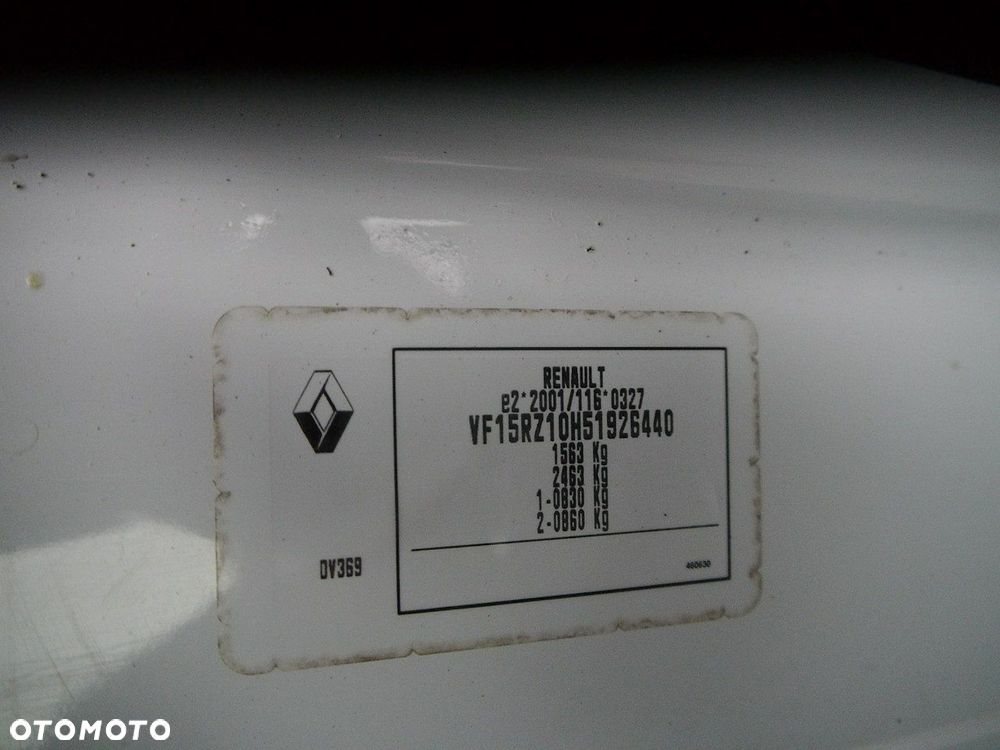 RENAULT
e2*2001/116*0327
VF15RZ10H51926440
1563 Kg
2463 Kg
1-0830 Kg
2-0860 Kg
DV369
460630
OTOMOTO